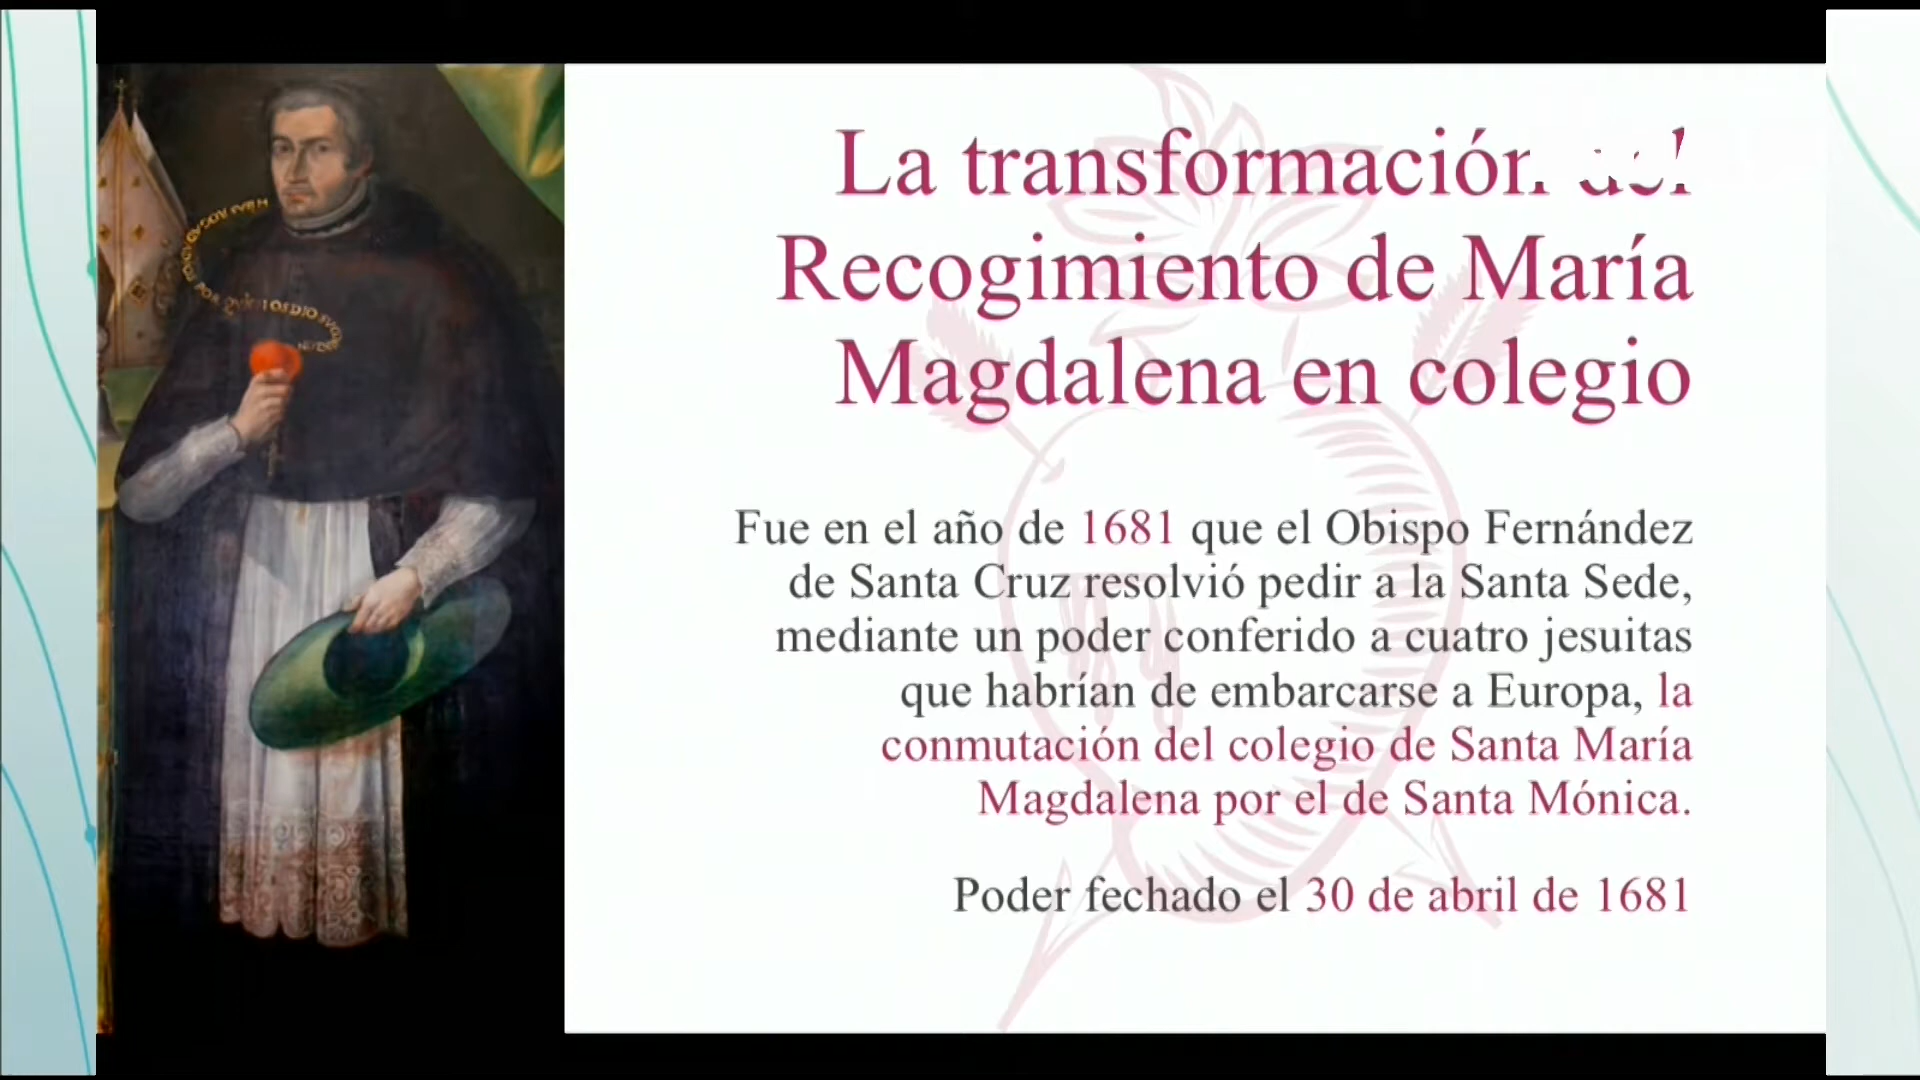 La transformación del
Recogimiento de María
Magdalena en colegio
Fue en el año de 1681 que el Obispo Fernández
de Santa Cruz resolvió pedir a la Santa Sede,
mediante un poder conferido a cuatro jesuitas
que habrían de embarcarse a Europa, la
conmutación del colegio de Santa María
Magdalena por el de Santa Mónica.
Poder fechado el 30 de abril de 1681